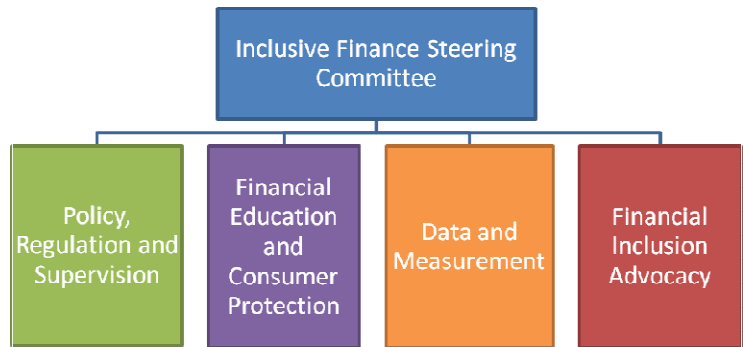 Inclusive Finance Steering
Committee
Policy,
Regulation and
Supervision
Financial
Education
and
Consumer
Protection
Data and
Measurement
Financial
Inclusion
Advocacy